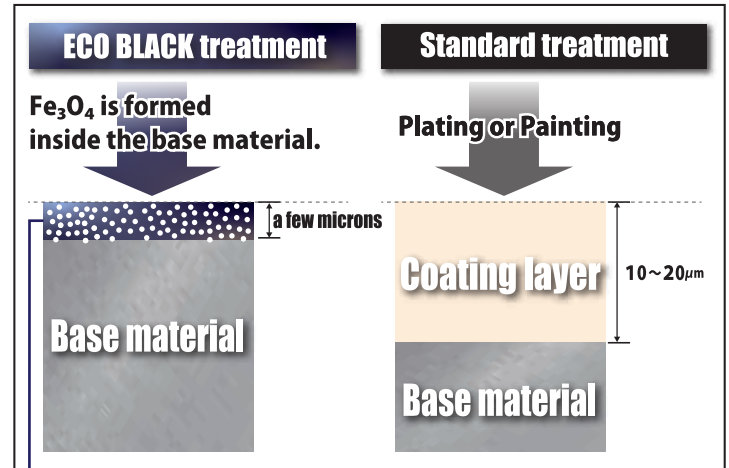 ECO BLACK treatment
Fe₃O₄ is formed
inside the base material.
a few microns
Base material
Standard treatment
Plating or Painting
Coating layer
10～20μm
Base material